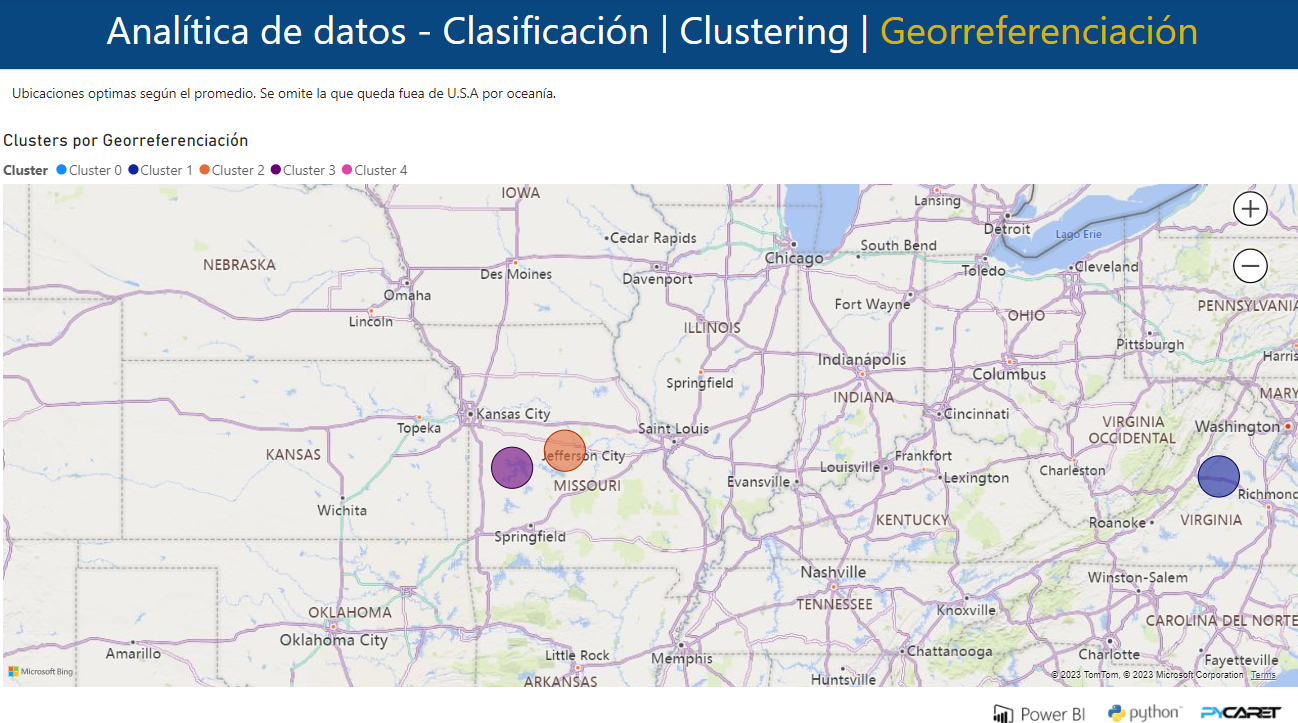 Analítica de datos - Clasificación | Clustering | Georreferenciación
Ubicaciones optimas según el promedio. Se omite la que queda fuea de U.S.A por oceanía.
Clusters por Georreferenciación
Cluster Cluster 0 Cluster 1 Cluster 2 Cluster 3 Cluster 4
IOWA
Lansing
Detroit
Lago Erie
Cedar Rapids
South Bend
Chicago
NEBRASKA
Des Moines
Davenport
Toledo
Cleveland
Omaha
Fort Wayne
PENNSYLVANIA
Lincoln
ILLINOIS
OHIO
Pittsburgh
Harris
Indianápolis
Springfield
Columbus
INDIANA
MARY
Kansas City
Cincinnati
Topeka
Saint Louis
VIRGINIA
OCCIDENTAL
Washington
KANSAS
Jefferson City
Frankfort
Louisville
Charleston
Lexington
Evansville
MISSOURI
Richmond
Wichita
KENTUCKY
Roanoke
VIRGINIA
Springfield
Nashville
Winston-Salem
TENNESSEE
Knoxville
OKLAHOMA
CAROLINA DEL NORTE
Oklahoma City
Amarillo
Little Rock
Memphis
Chattanooga
Charlotte
Fayetteville
Microsoft Bing
ARKANSAS
Huntsville
© 2023 TomTom, © 2023 Microsoft Corporation Terms
Power BI python PYCARET